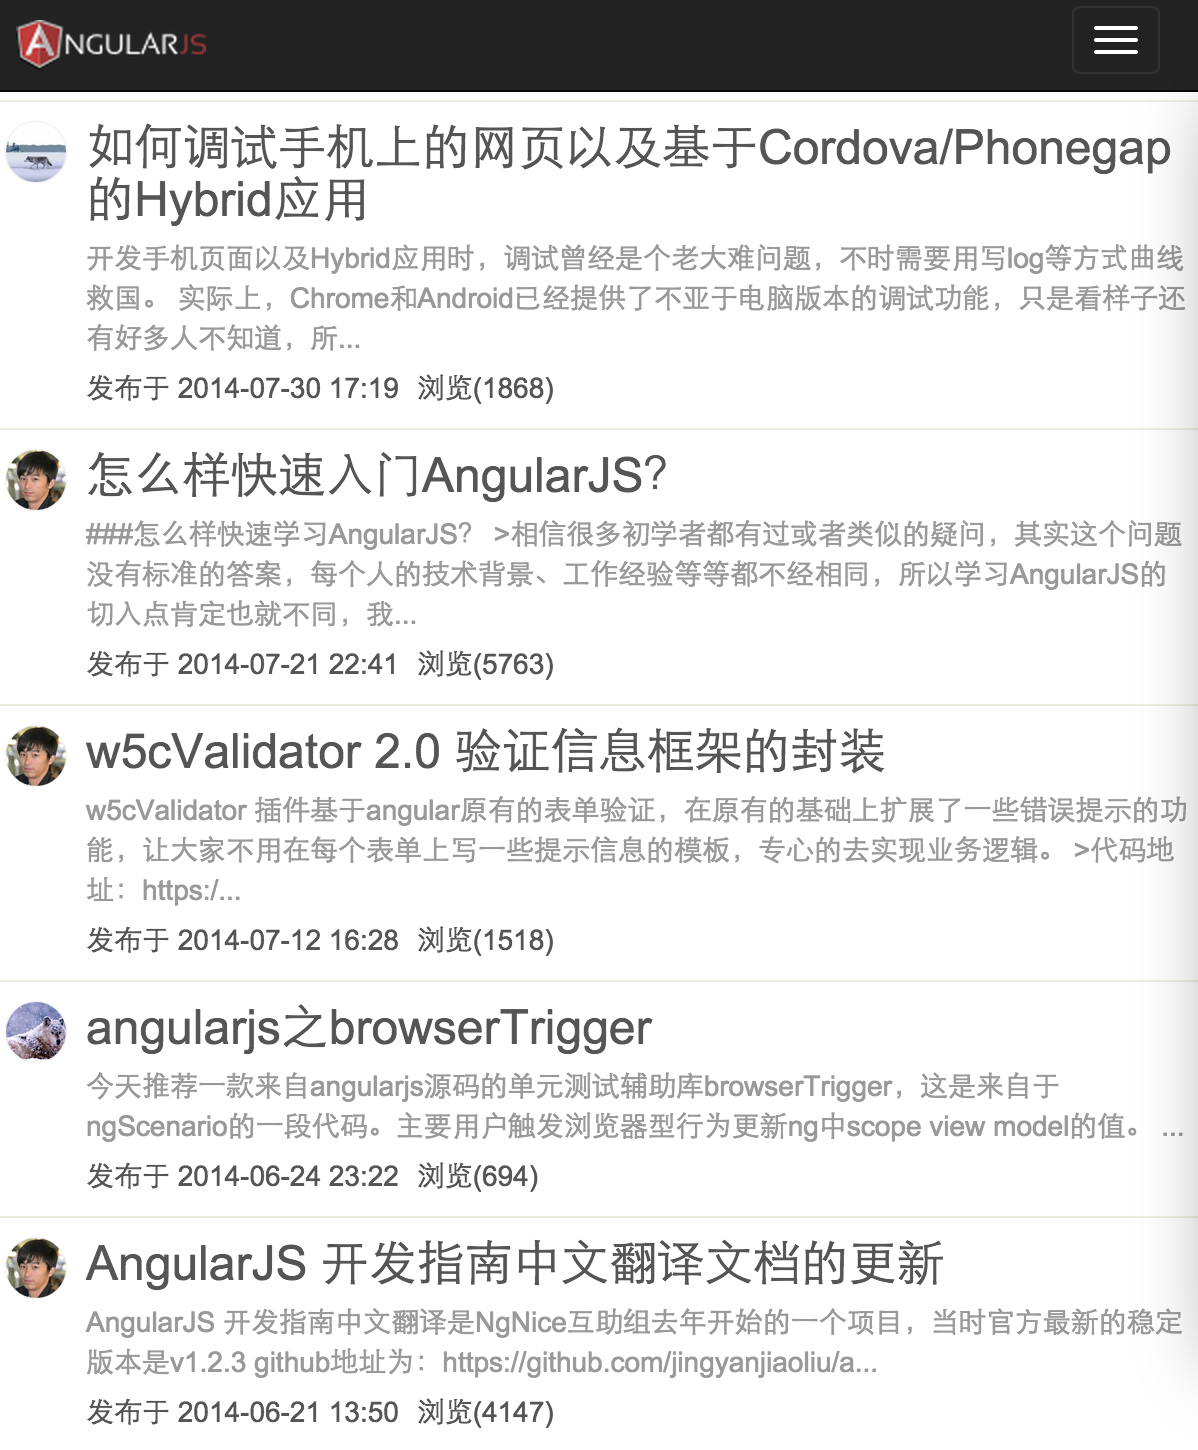 ANGULARJS
如何调试手机上的网页以及基于Cordova/Phonegap
的Hybrid应用
开发手机页面以及Hybrid应用时，调试曾经是个老大难问题，不时需要用写log等方式曲线
救国。 实际上，Chrome和Android已经提供了不亚于电脑版本的调试功能，只是看样子还
有好多人不知道，所...
发布于 2014-07-30 17:19 浏览(1868)
怎么样快速入门AngularJS？
###怎么样快速学习AngularJS？ >相信很多初学者都有过或者类似的疑问，其实这个问题
没有标准的答案，每个人的技术背景、工作经验等等都不经相同，所以学习AngularJS的
切入点肯定也就不同，我...
发布于 2014-07-21 22:41 浏览(5763)
w5cValidator 2.0 验证信息框架的封装
w5cValidator 插件基于angular原有的表单验证，在原有的基础上扩展了一些错误提示的功
能，让大家不用在每个表单上写一些提示信息的模板，专心的去实现业务逻辑。 >代码地
址：https:/...
发布于 2014-07-12 16:28 浏览(1518)
angularjs之browserTrigger
今天推荐一款来自angularjs源码的单元测试辅助库browserTrigger，这是来自于
ngScenario的一段代码。主要用户触发浏览器型行为更新ng中scope view model的值。 ...
发布于 2014-06-24 23:22 浏览(694)
AngularJS 开发指南中文翻译文档的更新
AngularJS 开发指南中文翻译是NgNice互助组去年开始的一个项目，当时官方最新的稳定
版本是v1.2.3 github地址为：https://github.com/jingyanjiaoliu/a...
发布于 2014-06-21 13:50 浏览(4147)